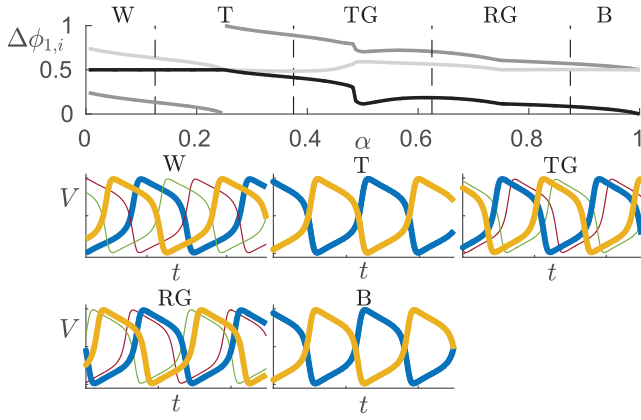 W T TG RG B
Δϕ1,i
1
0.5
0
0 0.2 0.4 0.6 0.8 1
α
W T TG
V
t t t
RG B
V
t t